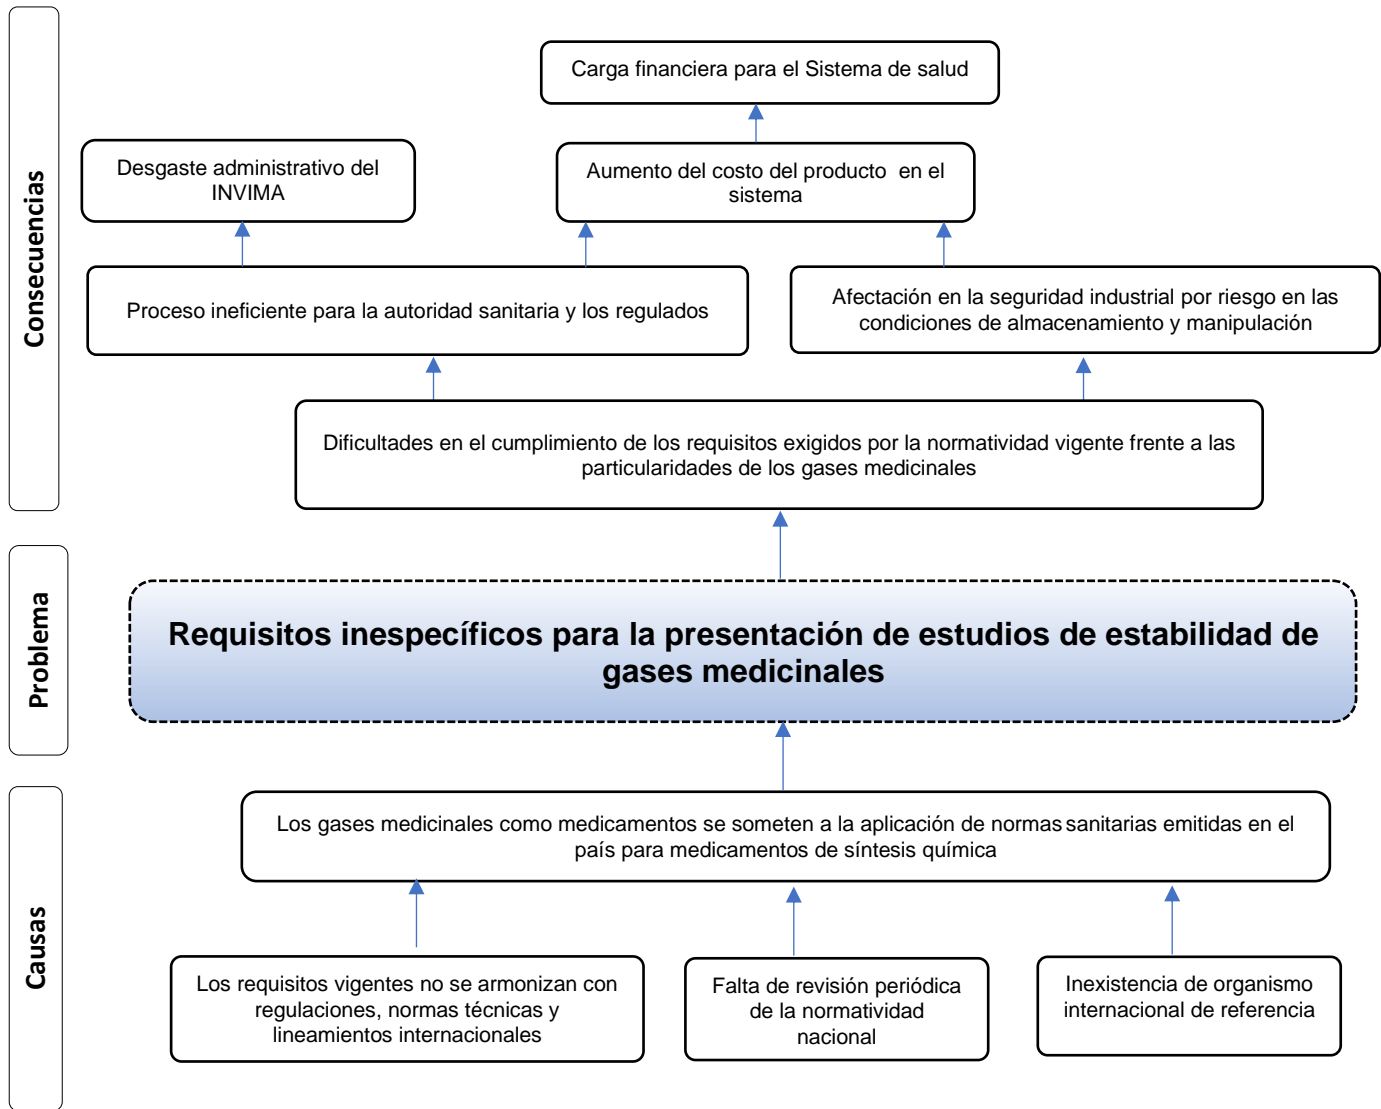 Consecuencias
Carga financiera para el Sistema de salud
Desgaste administrativo del
INVIMA
Aumento del costo del producto en el
sistema
Proceso ineficiente para la autoridad sanitaria y los regulados
Afectación en la seguridad industrial por riesgo en las
condiciones de almacenamiento y manipulación
Dificultades en el cumplimiento de los requisitos exigidos por la normatividad vigente frente a las
particularidades de los gases medicinales
Problema
Requisitos inespecíficos para la presentación de estudios de estabilidad de
gases medicinales
Causas
Los gases medicinales como medicamentos se someten a la aplicación de normas sanitarias emitidas en el
país para medicamentos de síntesis química
Los requisitos vigentes no se armonizan con
regulaciones, normas técnicas y
lineamientos internacionales
Falta de revisión periódica
de la normatividad
nacional
Inexistencia de organismo
internacional de referencia